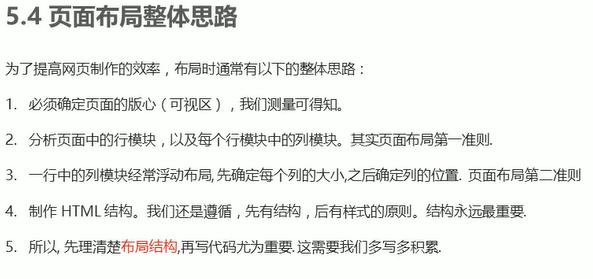 5.4 页面布局整体思路
为了提高网页制作的效率，布局时通常有以下的整体思路：
1. 必须确定页面的版心（可视区），我们测量可得知。
2. 分析页面中的行模块，以及每个行模块中的列模块。其实页面布局第一准则.
3. 一行中的列模块经常浮动布局, 先确定每个列的大小,之后确定列的位置. 页面布局第二准则
4. 制作 HTML 结构。我们还是遵循，先有结构，后有样式的原则。结构永远最重要.
5. 所以, 先理清楚布局结构,再写代码尤为重要. 这需要我们多写多积累.